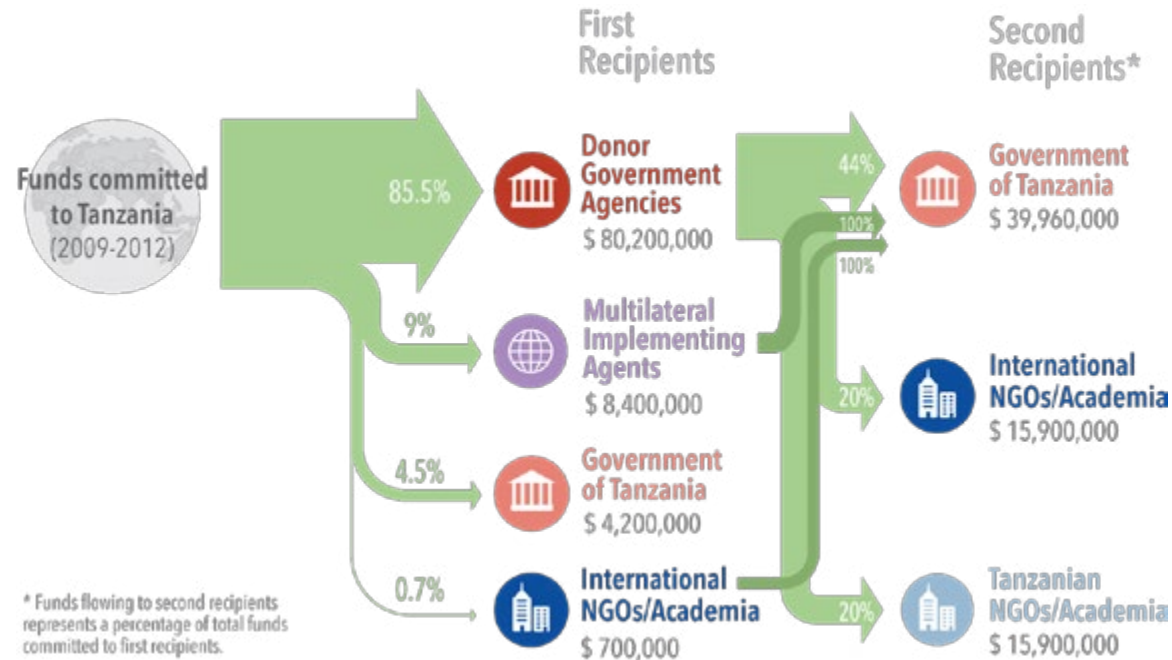 First
Recipients
Second
Recipients*
Funds committed
to Tanzania
(2009-2012)
85.5%
Donor
Government
Agencies
$ 80,200,000
44%
100%
100%
Government
of Tanzania
$ 39,960,000
9%
Multilateral
Implementing
Agents
$ 8,400,000
20%
International
NGOs/Academia
$ 15,900,000
4.5%
Government
of Tanzania
$ 4,200,000
0.7%
International
NGOs/Academia
$ 700,000
20%
Tanzanian
NGOs/Academia
$ 15,900,000
* Funds flowing to second recipients
represents a percentage of total funds
committed to first recipients.